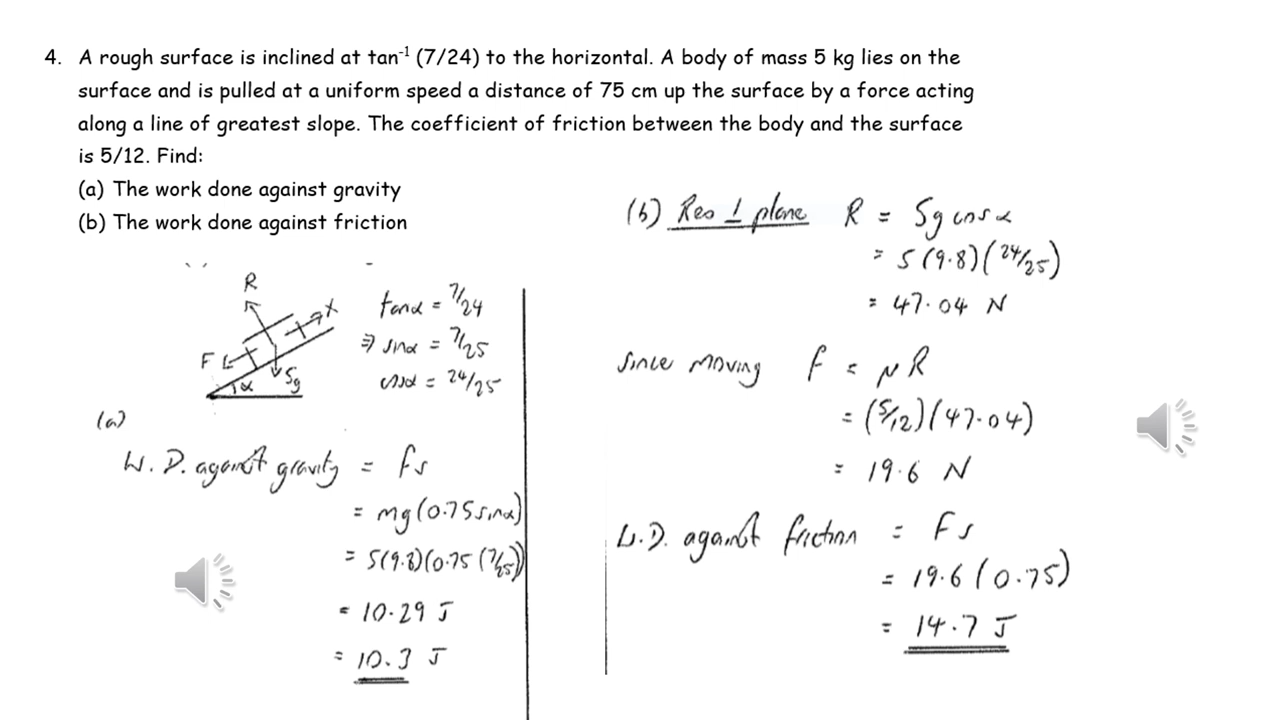 4. A rough surface is inclined at tan⁻¹ (7/24) to the horizontal. A body of mass 5 kg lies on the
surface and is pulled at a uniform speed a distance of 75 cm up the surface by a force acting
along a line of greatest slope. The coefficient of friction between the body and the surface
is 5/12. Find:
(a) The work done against gravity
(b) The work done against friction
R
X
F
α
5g
tanα = 7/24
⇒ sinα = 7/25
cosα = 24/25
(a)
W. D. against gravity = Fs
= mg(0.75 sinα)
= 5(9.8)(0.75 (7/25))
= 10.29 J
= 10.3 J
(b) Res ⊥ plane R = 5g cosα
= 5(9.8)(24/25)
= 47.04 N
Since moving F = μR
= (5/12)(47.04)
= 19.6 N
W.D. against friction = Fs
= 19.6 (0.75)
= 14.7 J